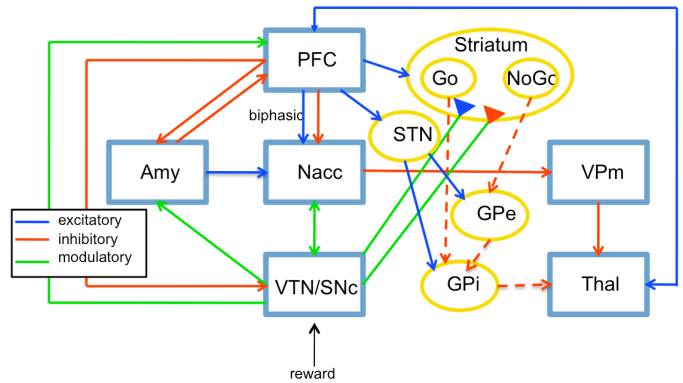 PFC
Striatum
Go
NoGo
biphasic
STN
Amy
Nacc
VPm
GPe
excitatory
inhibitory
modulatory
VTN/SNc
GPi
Thal
reward